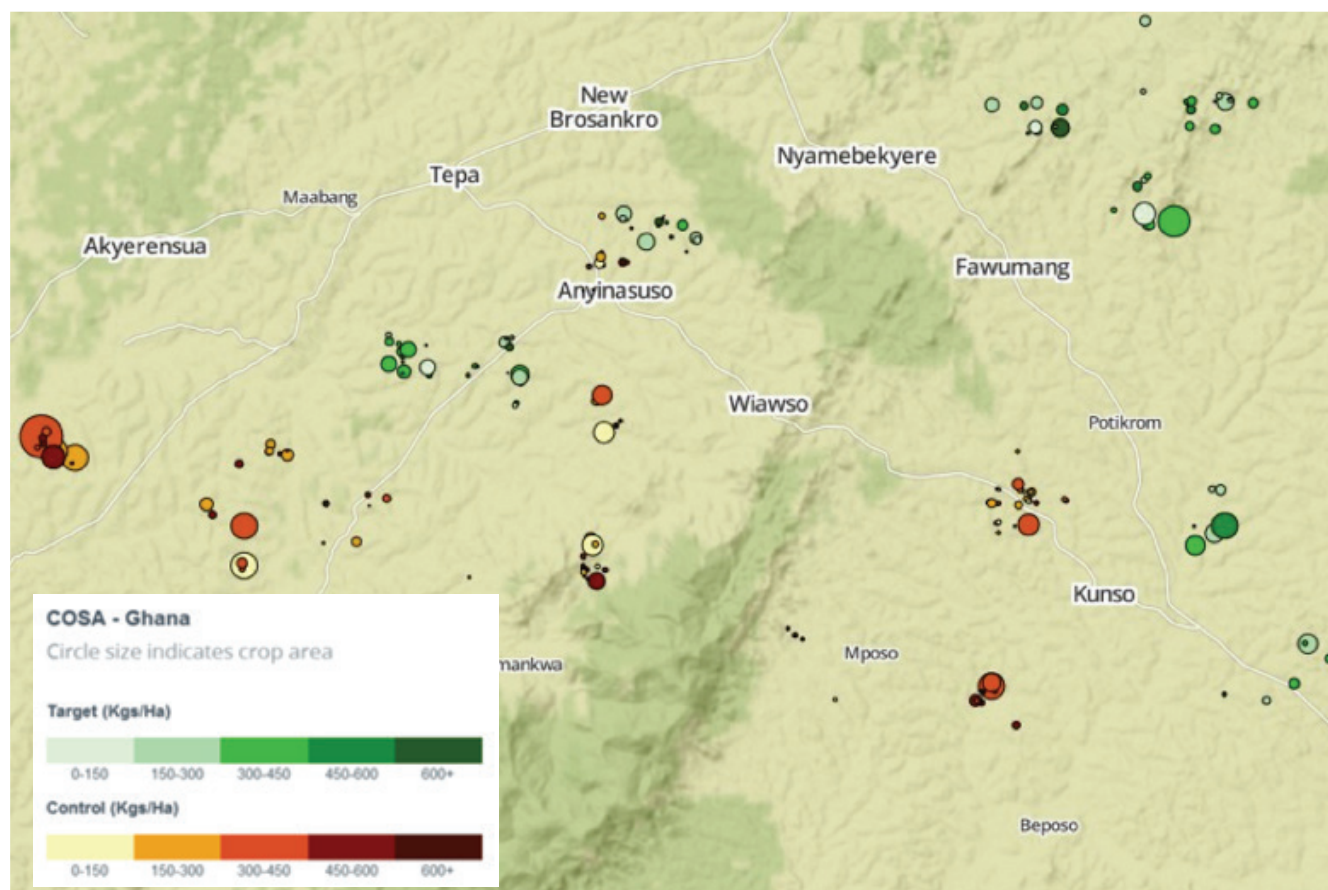 New
Brosankro
Nyamebekyere
Tepa
Maabang
Akyerensua
Fawumang
Anyinasuso
Wiawso
Potikrom
Kunso
COSA - Ghana
Circle size indicates crop area
mankwa
Mposo
Target (Kgs/Ha)
0-150 150-300 300-450 450-600 600+
Control (Kgs/Ha)
Beposo
0-150 150-300 300-450 450-600 600+